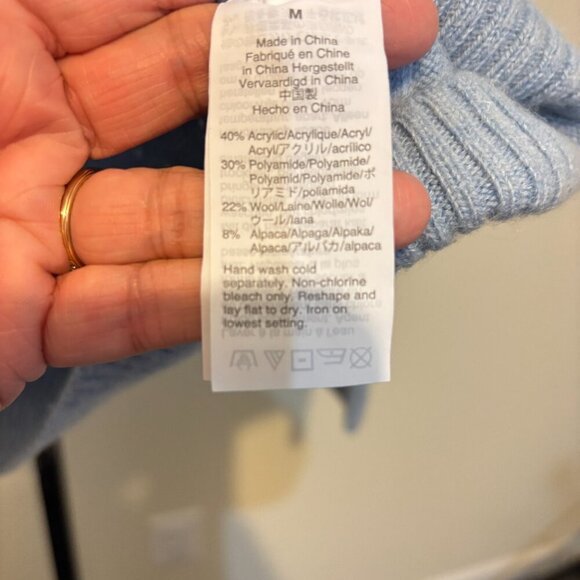 M
Made in China
Fabriqué en Chine
in China Hergestellt
Vervaardigd in China
中国製
Hecho en China
40% Acrylic/Acrylique/Acryl/
Acryl/アクリル/acrílico
30% Polyamide/Polyamide/
Polyamid/Polyamide/ポ
リアミド/poliamida
22% Wool/Laine/Wolle/Wol/
ウール/lana
8% Alpaca/Alpaga/Alpaka/
Alpaca/アルパカ/alpaca
Hand wash cold
separately. Non-chlorine
bleach only. Reshape and
lay flat to dry. Iron on
lowest setting.